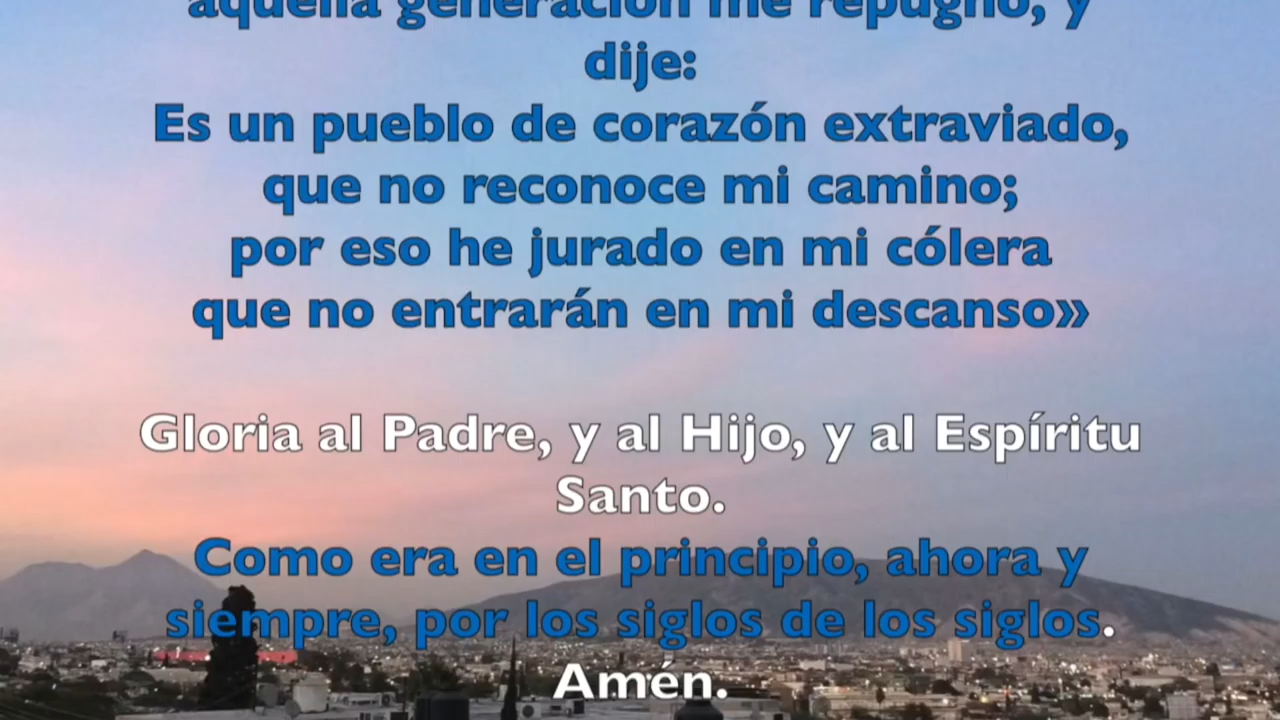 aquella generación me repugnó, y
dije:
Es un pueblo de corazón extraviado,
que no reconoce mi camino;
por eso he jurado en mi cólera
que no entrarán en mi descanso»
Gloria al Padre, y al Hijo, y al Espíritu
Santo.
Como era en el principio, ahora y
siempre, por los siglos de los siglos.
Amén.